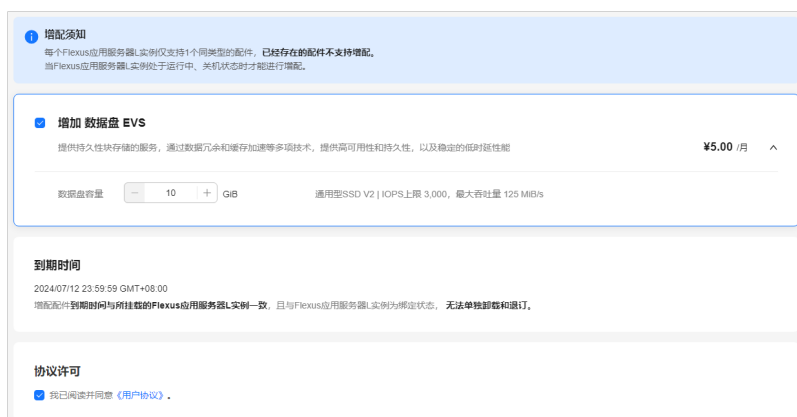 增配须知
每个Flexus应用服务器L实例仅支持1个同类型的配件，已经存在的配件不支持增配。
当Flexus应用服务器L实例处于运行中、关机状态时才能进行增配。
增加 数据盘 EVS
提供持久性块存储的服务，通过数据冗余和缓存加速等多项技术，提供高可用性和持久性，以及稳定的低时延性能
¥5.00 /月
数据盘容量 － 10 ＋ GiB 通用型SSD V2 | IOPS上限 3,000，最大吞吐量 125 MiB/s
到期时间
2024/07/12 23:59:59 GMT+08:00
增配配件到期时间与所挂载的Flexus应用服务器L实例一致，且与Flexus应用服务器L实例为绑定状态，无法单独卸载和退订。
协议许可
我已阅读并同意《用户协议》。